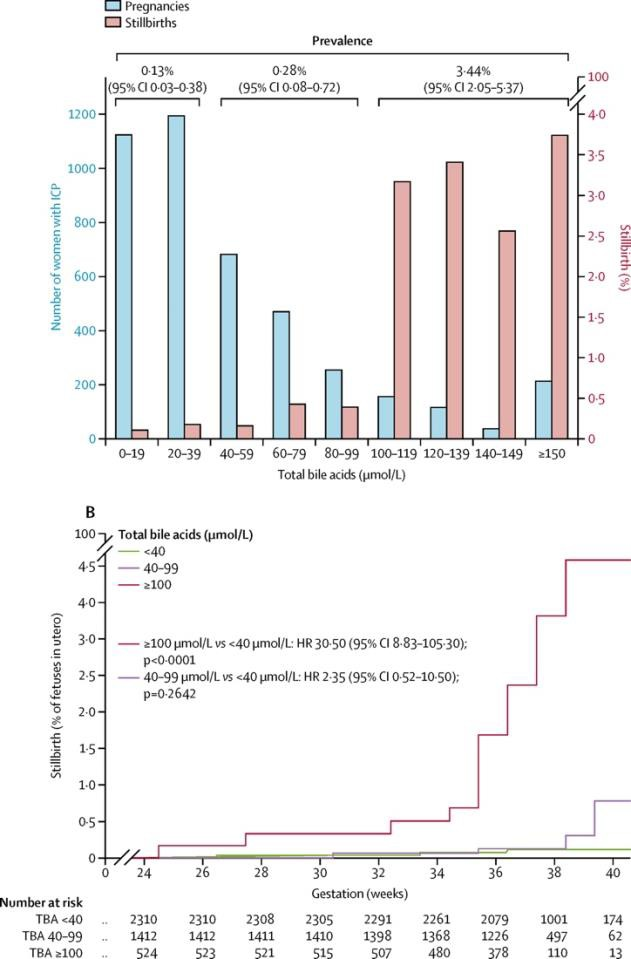 Pregnancies
Stillbirths
Prevalence
0·13%
(95% CI 0·03–0·38)
0·28%
(95% CI 0·08–0·72)
3·44%
(95% CI 2·05–5·37)
Number of women with ICP
1200
1000
800
600
400
200
0
100
4·0
3·5
3·0
2·5
2·0
1·5
1·0
0·5
0
Stillbirth (%)
0–19 20–39 40–59 60–79 80–99 100–119 120–139 140–149 ≥150
Total bile acids (µmol/L)
B
Total bile acids (µmol/L)
<40
40–99
≥100
≥100 µmol/L vs <40 µmol/L: HR 30·50 (95% CI 8·83–105·30);
p<0·0001
40–99 µmol/L vs <40 µmol/L: HR 2·35 (95% CI 0·52–10·50);
p=0·2642
Stillbirth (% of fetuses in utero)
100
4·5
4·0
3·0
2·5
2·0
1·5
1·0
0·5
0
0 24 26 28 30 32 34 36 38 40
Gestation (weeks)
Number at risk
TBA <40 .. 2310 2310 2308 2305 2291 2261 2079 1001 174
TBA 40–99 .. 1412 1412 1411 1410 1398 1368 1226 497 62
TBA ≥100 .. 524 523 521 515 507 480 378 110 13